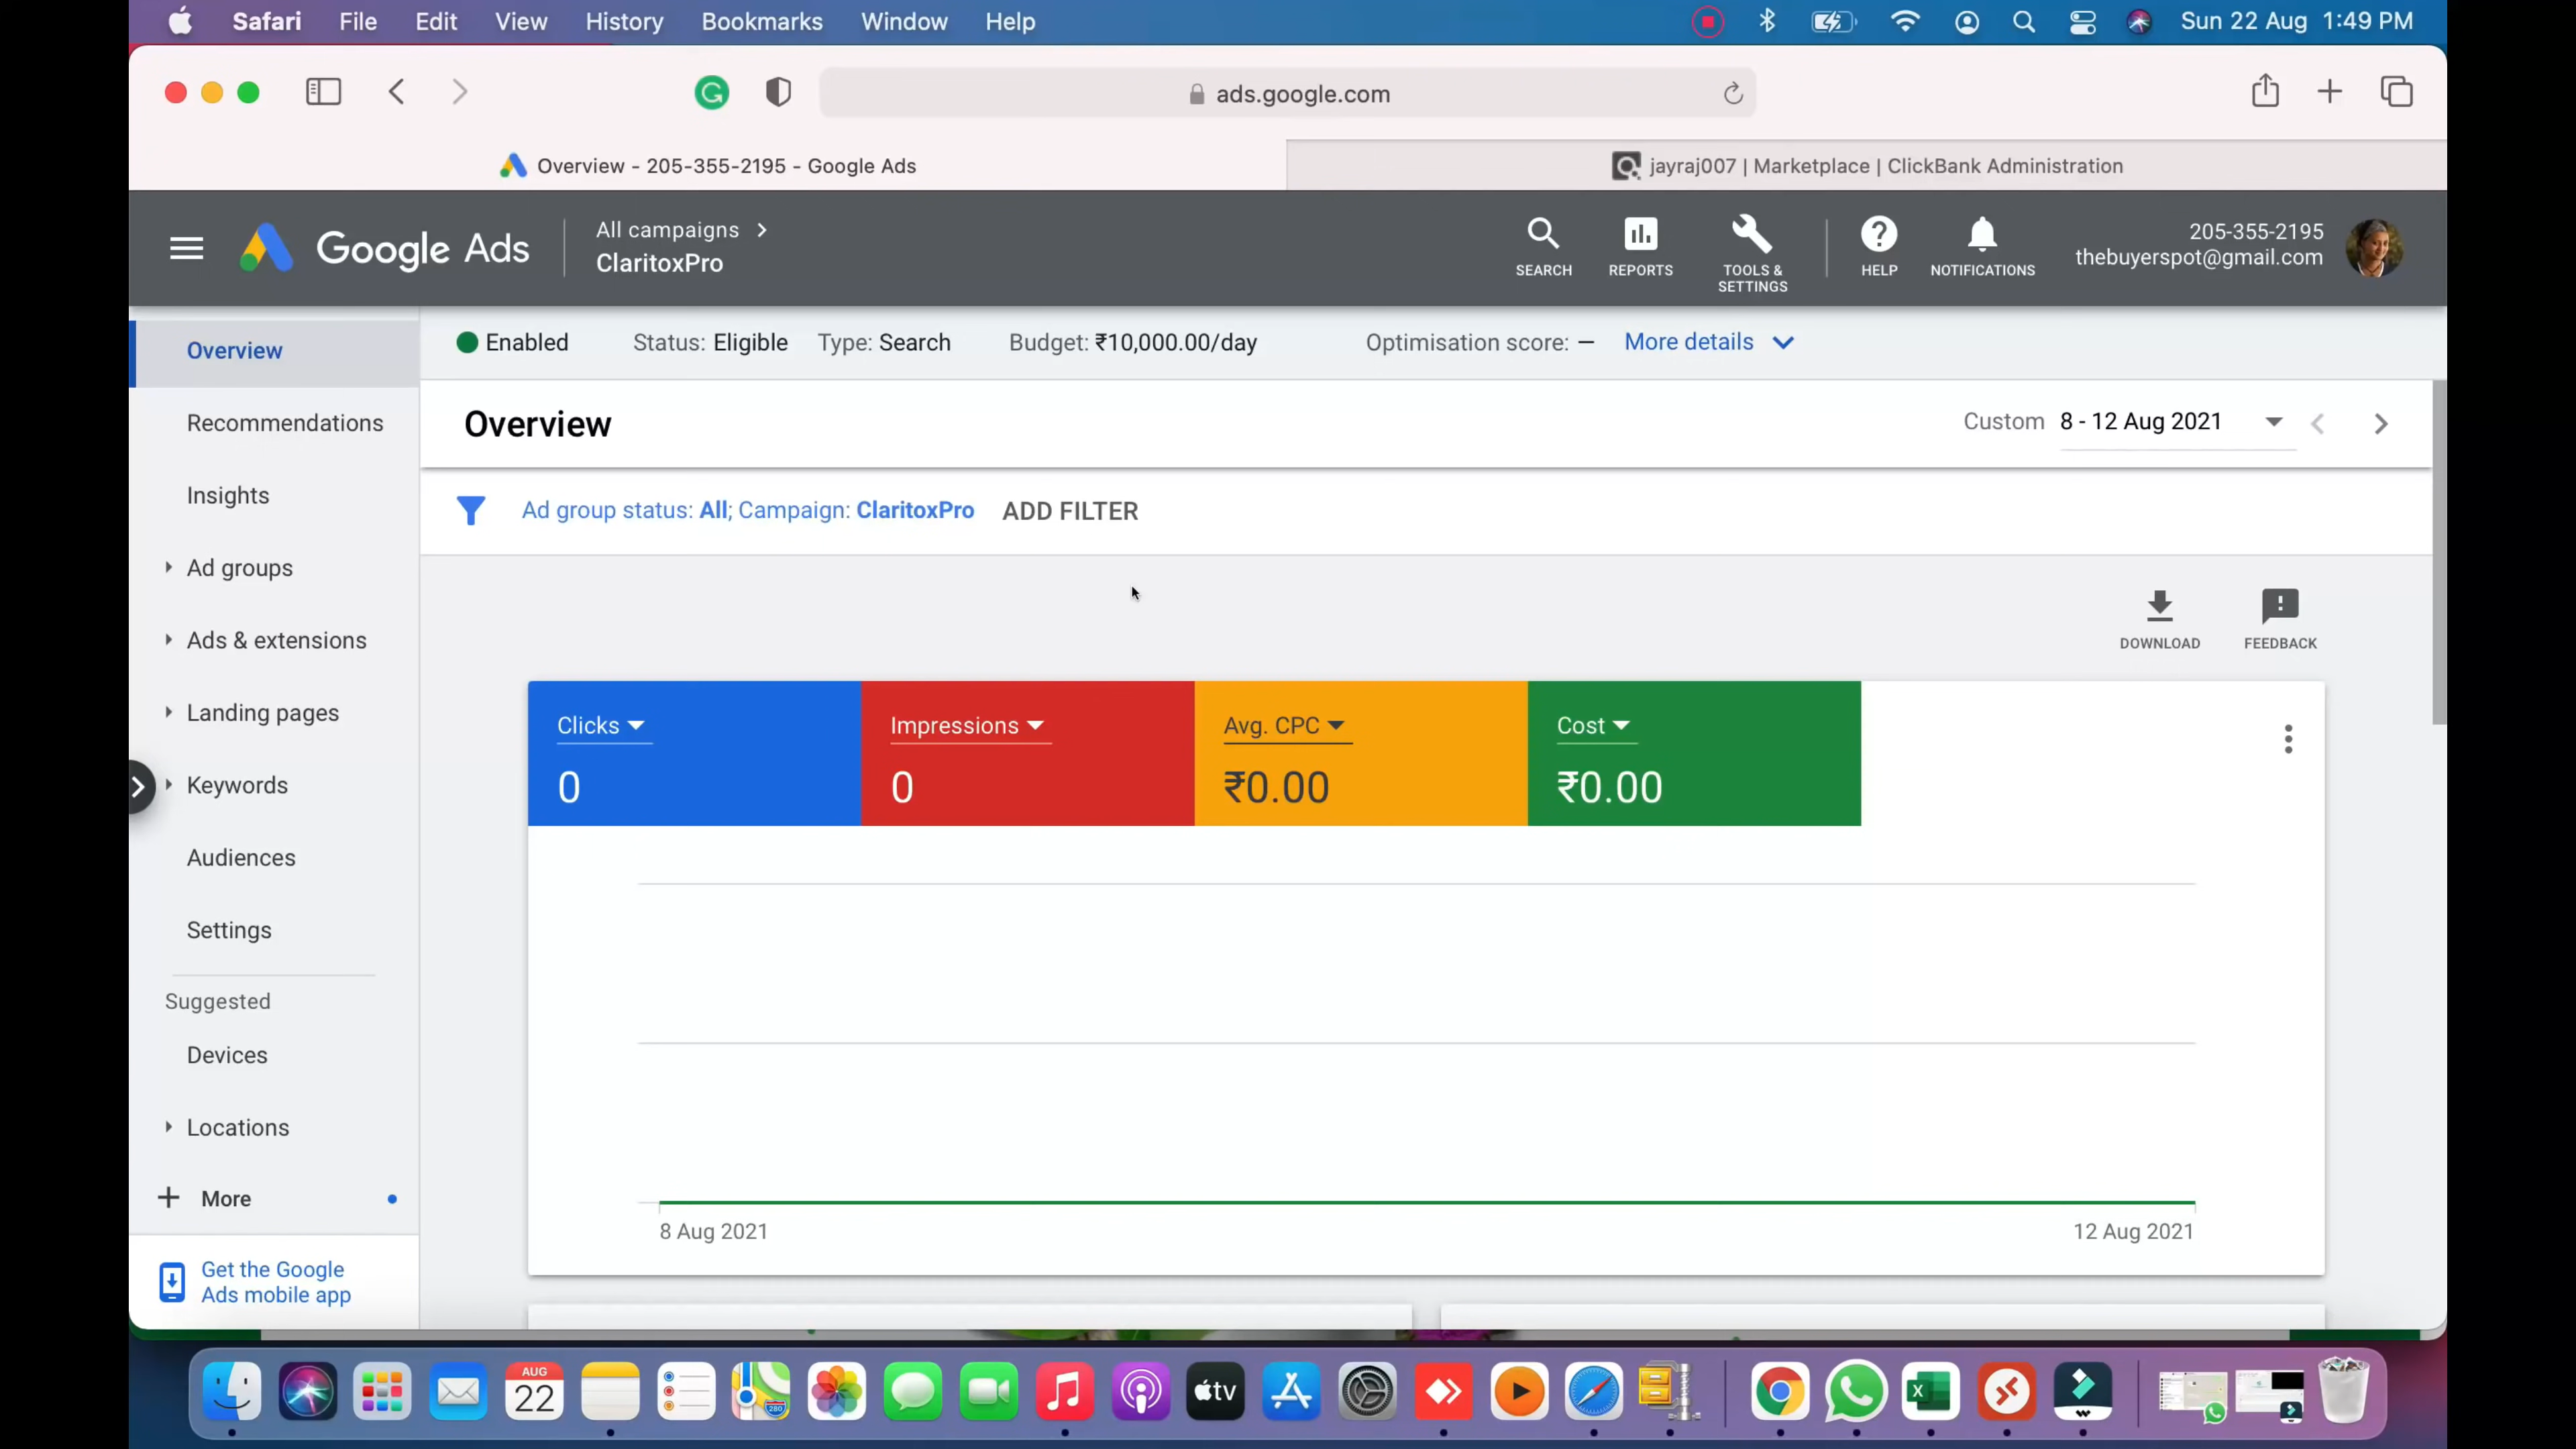 Safari File Edit View History Bookmarks Window Help Sun 22 Aug 1:49 PM
ads.google.com
Overview - 205-355-2195 - Google Ads
jayraj007 | Marketplace | ClickBank Administration
Google Ads
All campaigns
ClaritoxPro
SEARCH
REPORTS
TOOLS &
SETTINGS
HELP
NOTIFICATIONS
205-355-2195
thebuyerspot@gmail.com
Overview
Recommendations
Insights
Ad groups
Ads & extensions
Landing pages
Keywords
Audiences
Settings
Suggested
Devices
Locations
More
Get the Google
Ads mobile app
Enabled Status: Eligible Type: Search Budget: ₹10,000.00/day Optimisation score: – More details
Overview
Custom 8 - 12 Aug 2021
Ad group status: All; Campaign: ClaritoxPro ADD FILTER
DOWNLOAD
FEEDBACK
Clicks
0
Impressions
0
Avg. CPC
₹0.00
Cost
₹0.00
8 Aug 2021
12 Aug 2021
AUG
22
280
tv
X